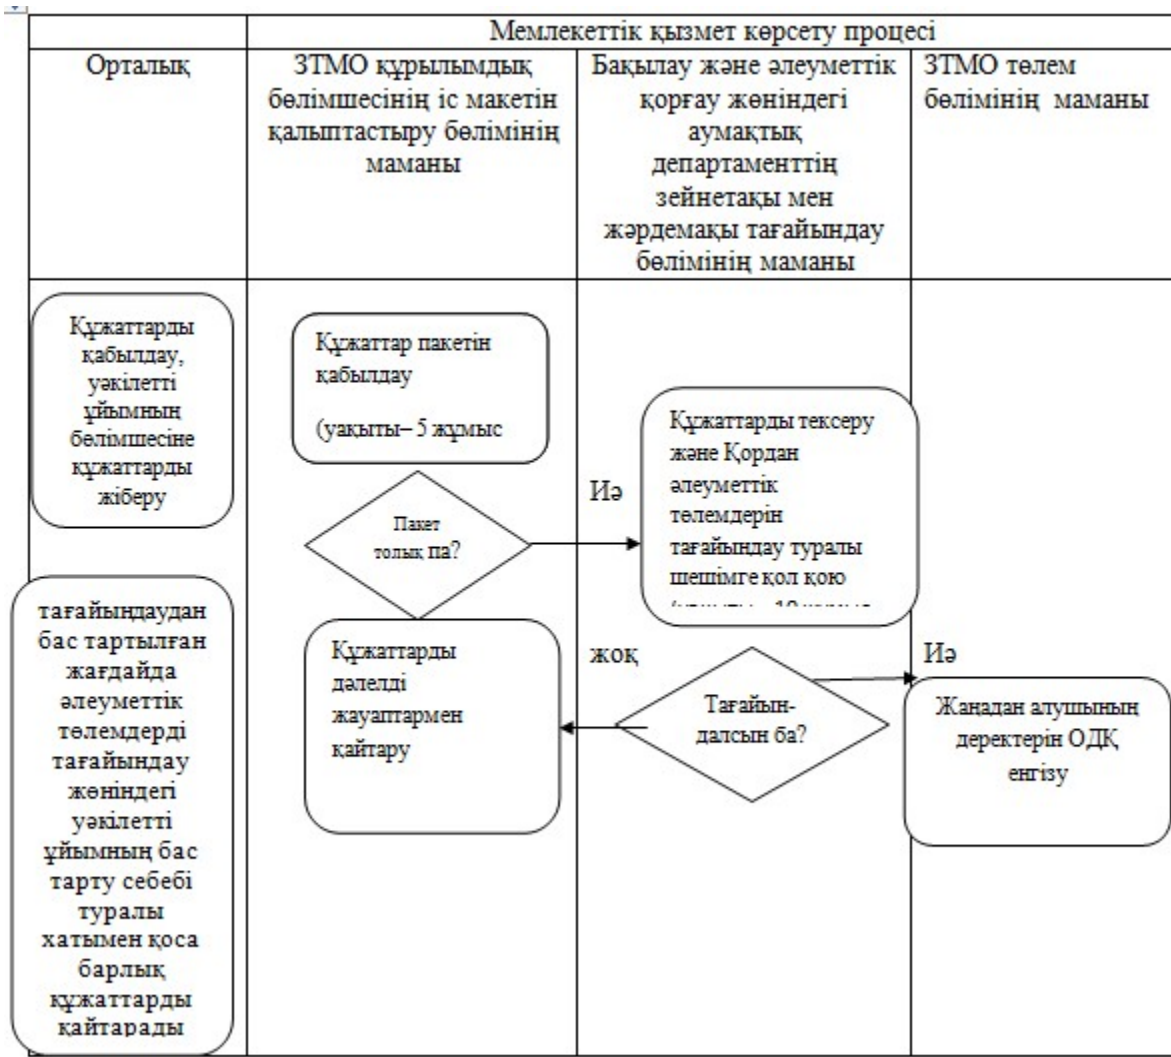 Мемлекеттік қызмет көрсету процесі
Орталық
ЗТМО құрылымдық
бөлімшесінің іс макетін
қалыптастыру бөлімінің
маманы
Бақылау және әлеуметтік
қорғау жөніндегі
аумақтық
департаменттің
зейнетақы мен
жәрдемақы тағайындау
бөлімінің маманы
ЗТМО төлем
бөлімінің маманы
Құжаттарды
қабылдау,
уәкілетті
ұйымның
бөлімшесіне
құжаттарды
жіберу
Құжаттар пакетін
қабылдау
(уақыты– 5 жұмыс
Пакет
толық па?
Иә
Құжаттарды тексеру
және Қордан
әлеуметтік
төлемдерін
тағайындау туралы
шешімге қол қою
тағайындаудан
бас тартылған
жағдайда
әлеуметтік
төлемдерді
тағайындау
жөніндегі
уәкілетті
ұйымның бас
тарту себебі
туралы
хатымен қоса
барлық
құжаттарды
қайтарады
Құжаттарды
дәлелді
жауаптармен
қайтару
жоқ
Тағайын-
далсын ба?
Иә
Жаңадан алушының
деректерін ОДҚ
енгізу